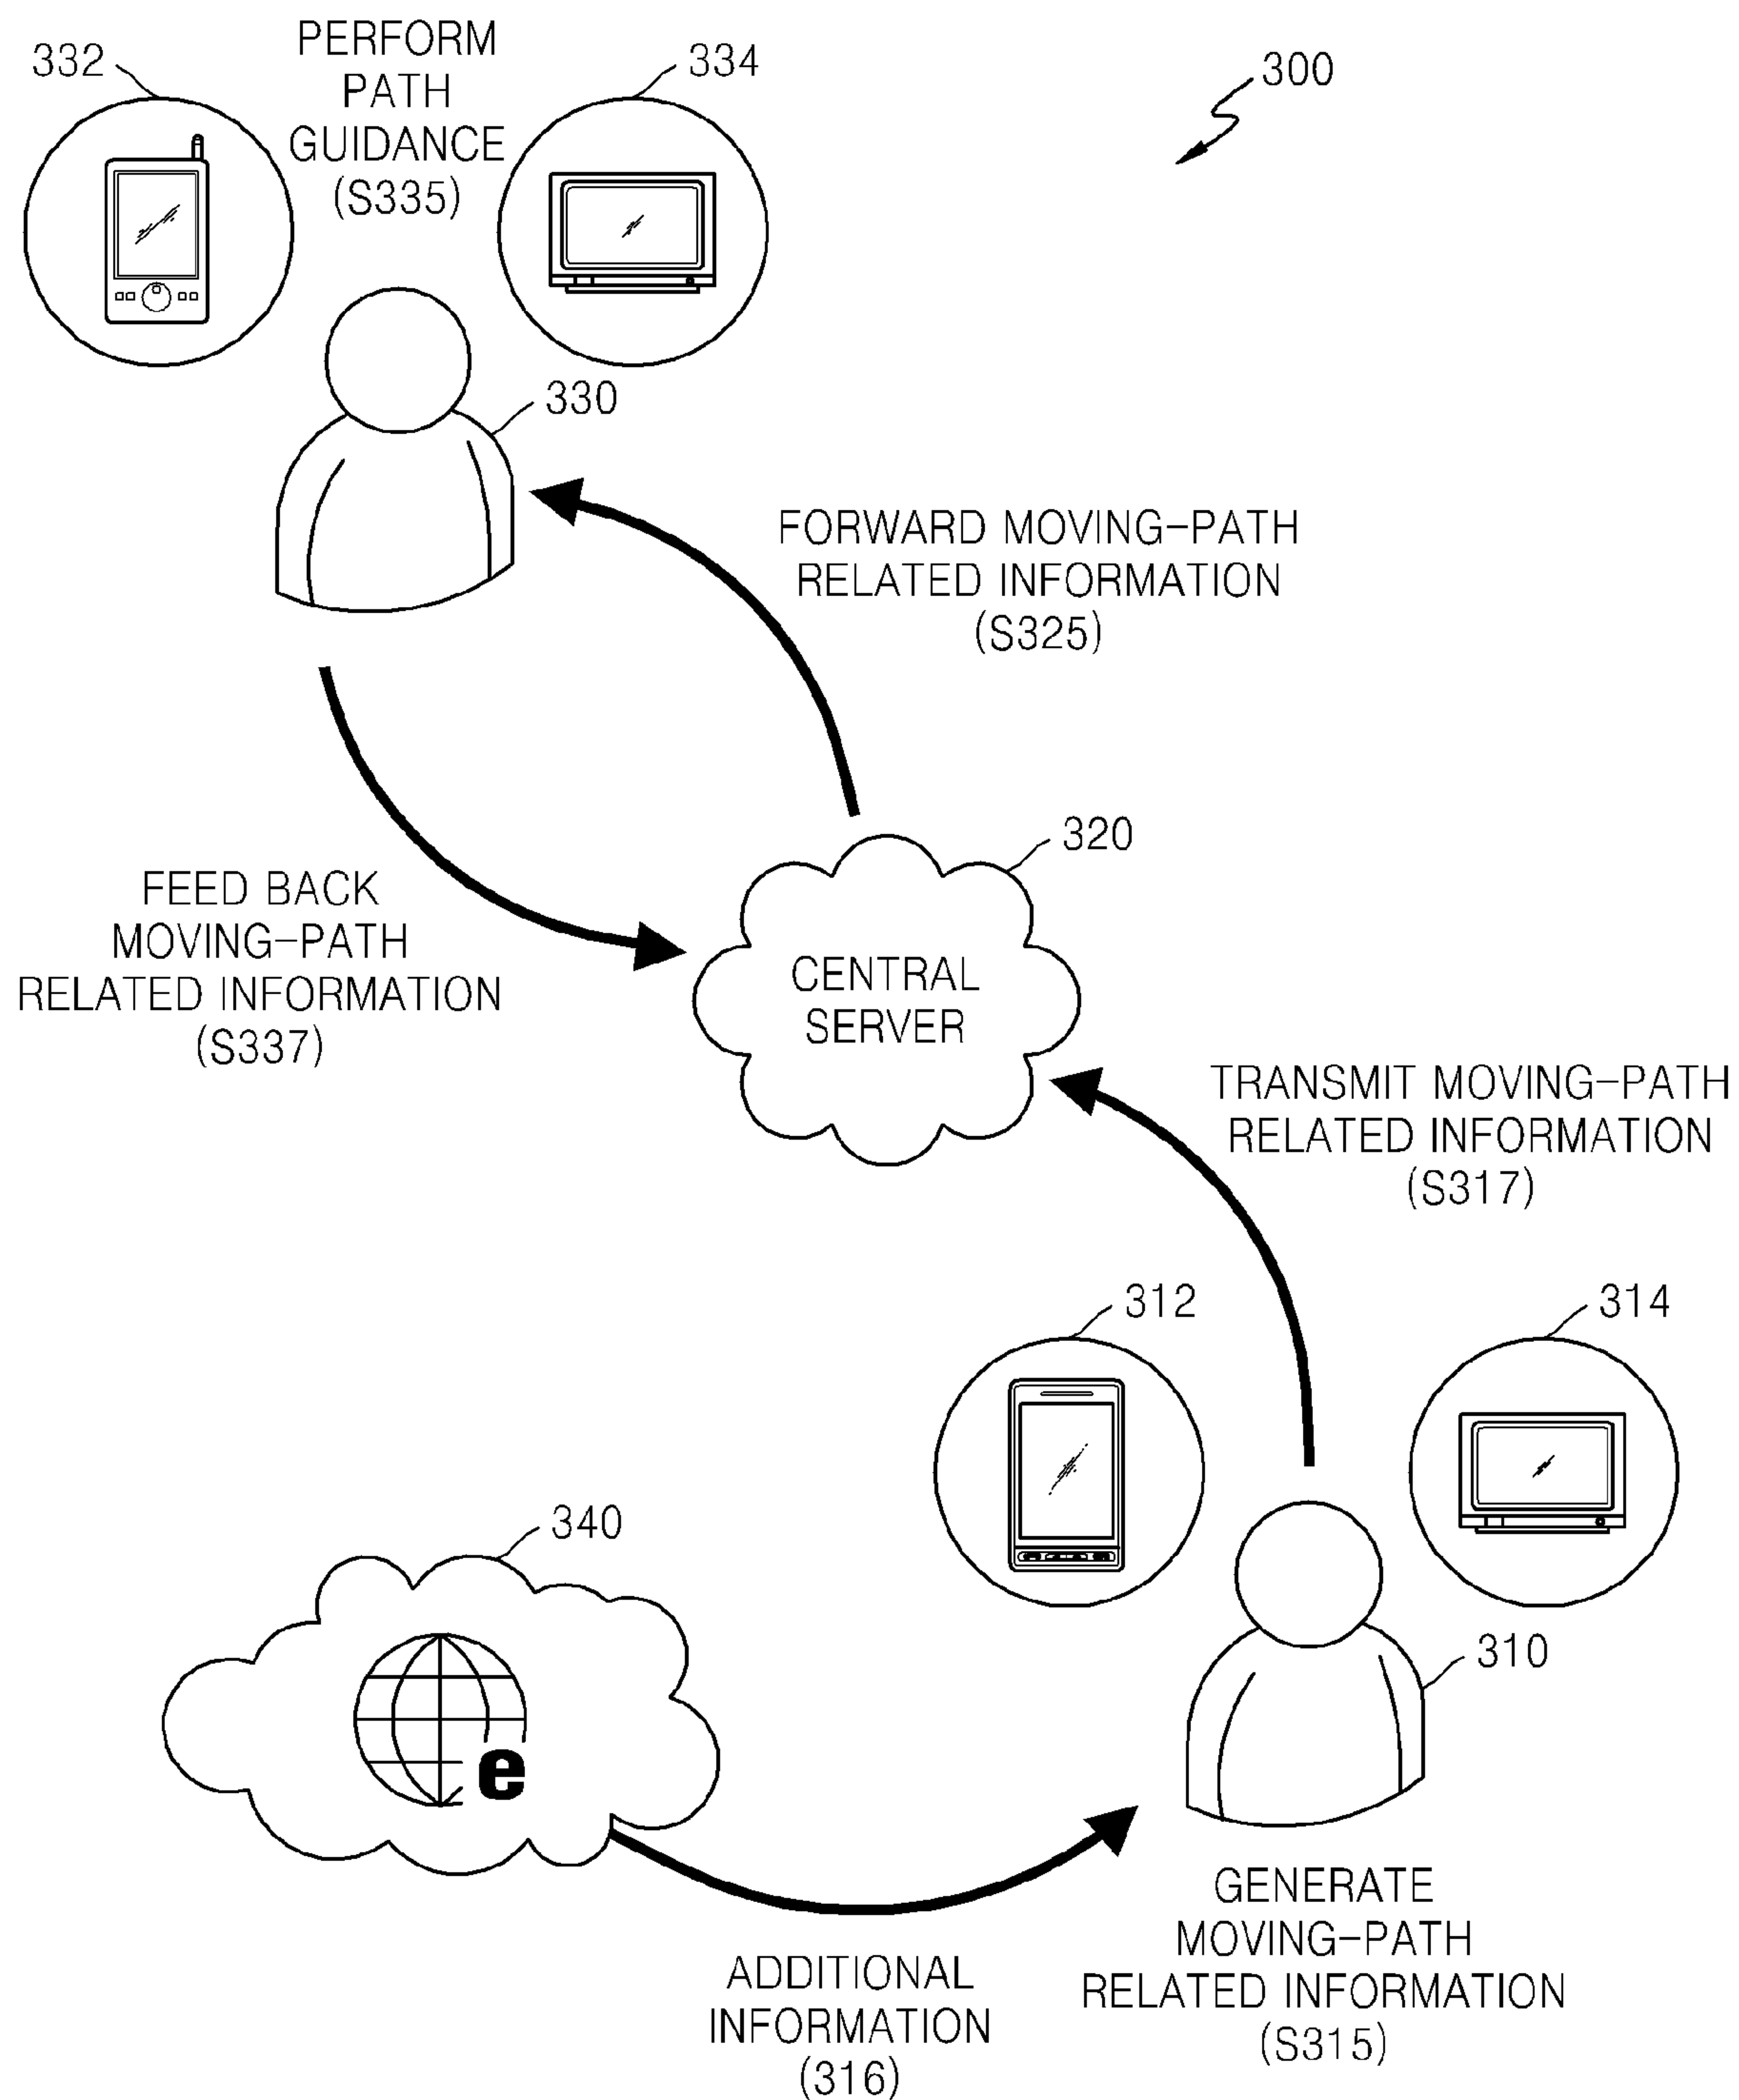 332
PERFORM
PATH
GUIDANCE
(S335)
334
300
330
FORWARD MOVING-PATH
RELATED INFORMATION
(S325)
320
FEED BACK
MOVING-PATH
RELATED INFORMATION
(S337)
CENTRAL
SERVER
TRANSMIT MOVING-PATH
RELATED INFORMATION
(S317)
312
314
340
e
310
GENERATE
MOVING-PATH
RELATED INFORMATION
(S315)
ADDITIONAL
INFORMATION
(316)